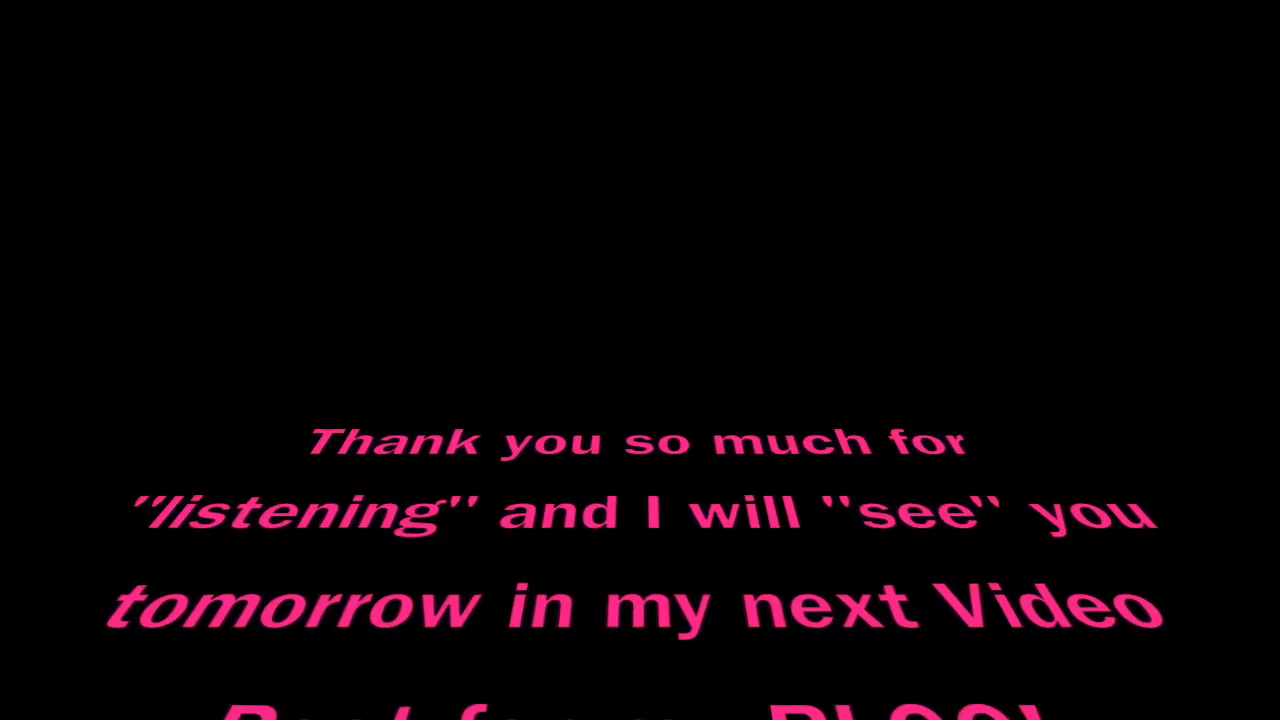 Thank you so much for
"listening" and I will "see" you
tomorrow in my next Video